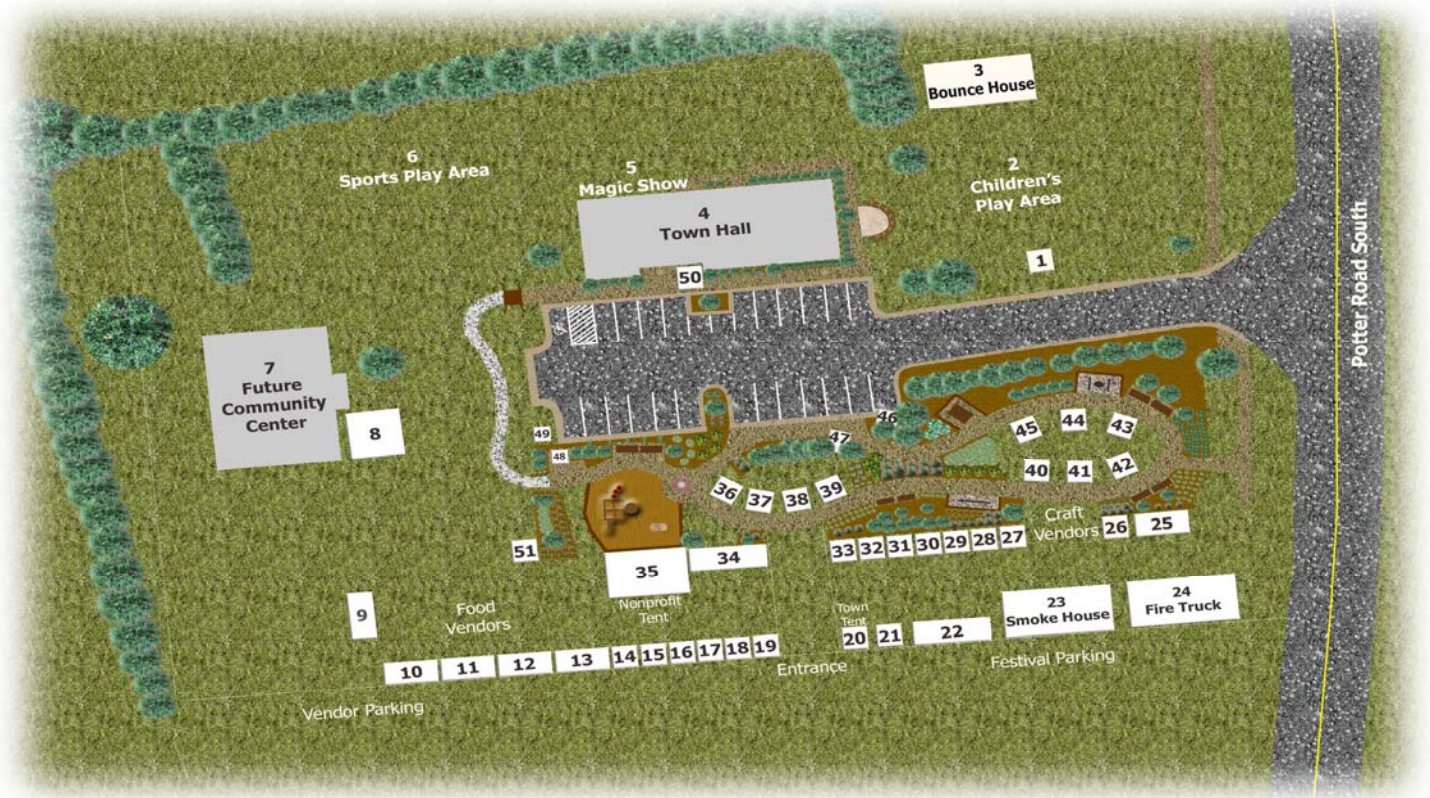 3
Bounce House
6
Sports Play Area
5
Magic Show
2
Children's
Play Area
4
Town Hall
1
50
Potter Road South
7
Future
Community
Center
8
49
48
46
47
45
44
43
40
41
42
36
37
38
39
51
34
35
Nonprofit
Tent
33
32
31
30
29
28
27
Craft
Vendors
26
25
9
Food
Vendors
10
11
12
13
14
15
16
17
18
19
Town
Tent
20
21
22
23
Smoke House
24
Fire Truck
Entrance
Festival Parking
Vendor Parking